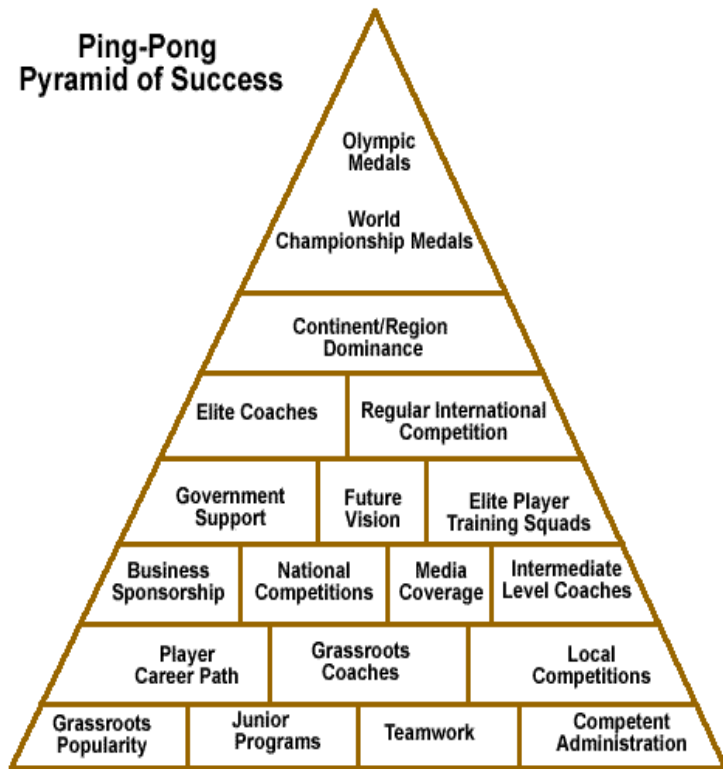 Ping-Pong
Pyramid of Success
Olympic
Medals
World
Championship Medals
Continent/Region
Dominance
Elite Coaches
Regular International
Competition
Government
Support
Future
Vision
Elite Player
Training Squads
Business
Sponsorship
National
Competitions
Media
Coverage
Intermediate
Level Coaches
Player
Career Path
Grassroots
Coaches
Local
Competitions
Grassroots
Popularity
Junior
Programs
Teamwork
Competent
Administration